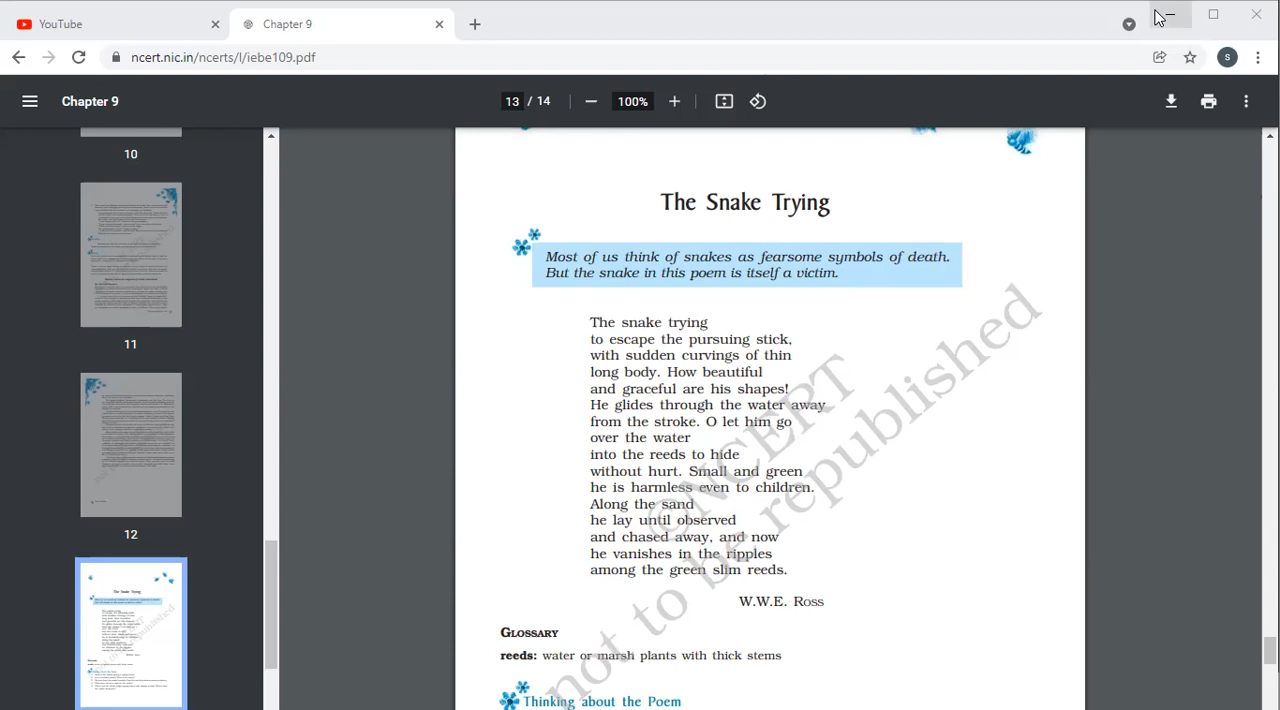 YouTube
Chapter 9
ncert.nic.in/ncerts/l/iebe109.pdf
S
Chapter 9
13 / 14
100%
10
11
12
The Snake Trying
Most of us think of snakes as fearsome symbols of death.
But the snake in this poem is itself a victim.
The snake trying
to escape the pursuing stick,
with sudden curvings of thin
long body. How beautiful
and graceful are his shapes!
He glides through the water away
from the stroke. O let him go
over the water
into the reeds to hide
without hurt. Small and green
he is harmless even to children.
Along the sand
he lay until observed
and chased away, and now
he vanishes in the ripples
among the green slim reeds.
W.W.E. Ross
GLOSSARY
reeds: water or marsh plants with thick stems
Thinking about the Poem
©NCERT
not to be republished